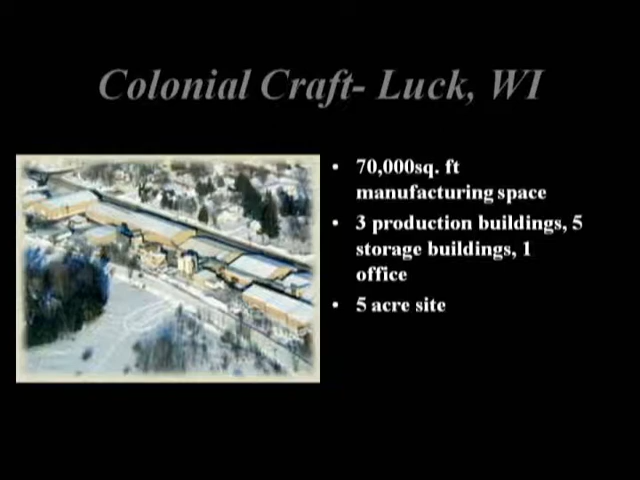 Colonial Craft- Luck, WI
• 70,000sq. ft
manufacturing space
• 3 production buildings, 5
storage buildings, 1
office
• 5 acre site